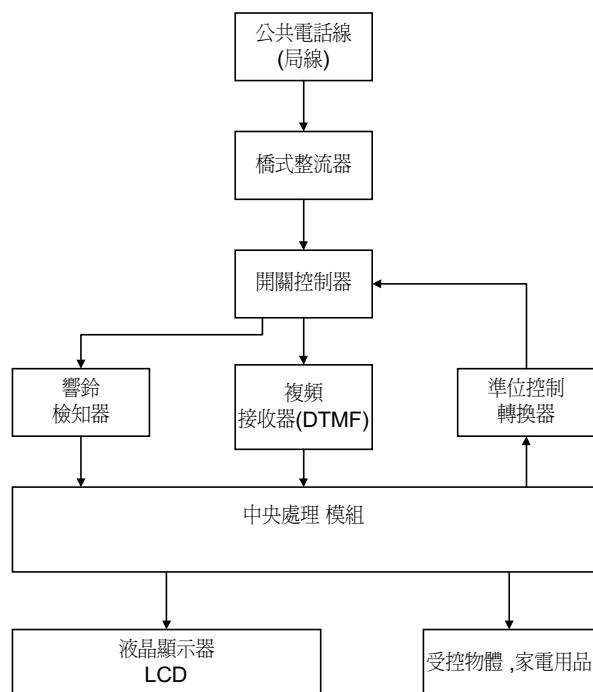 公共電話線
(局線)
橋式整流器
開關控制器
響鈴
檢知器
複頻
接收器(DTMF)
準位控制
轉換器
中央處理 模組
液晶顯示器
LCD
受控物體 ,家電用品